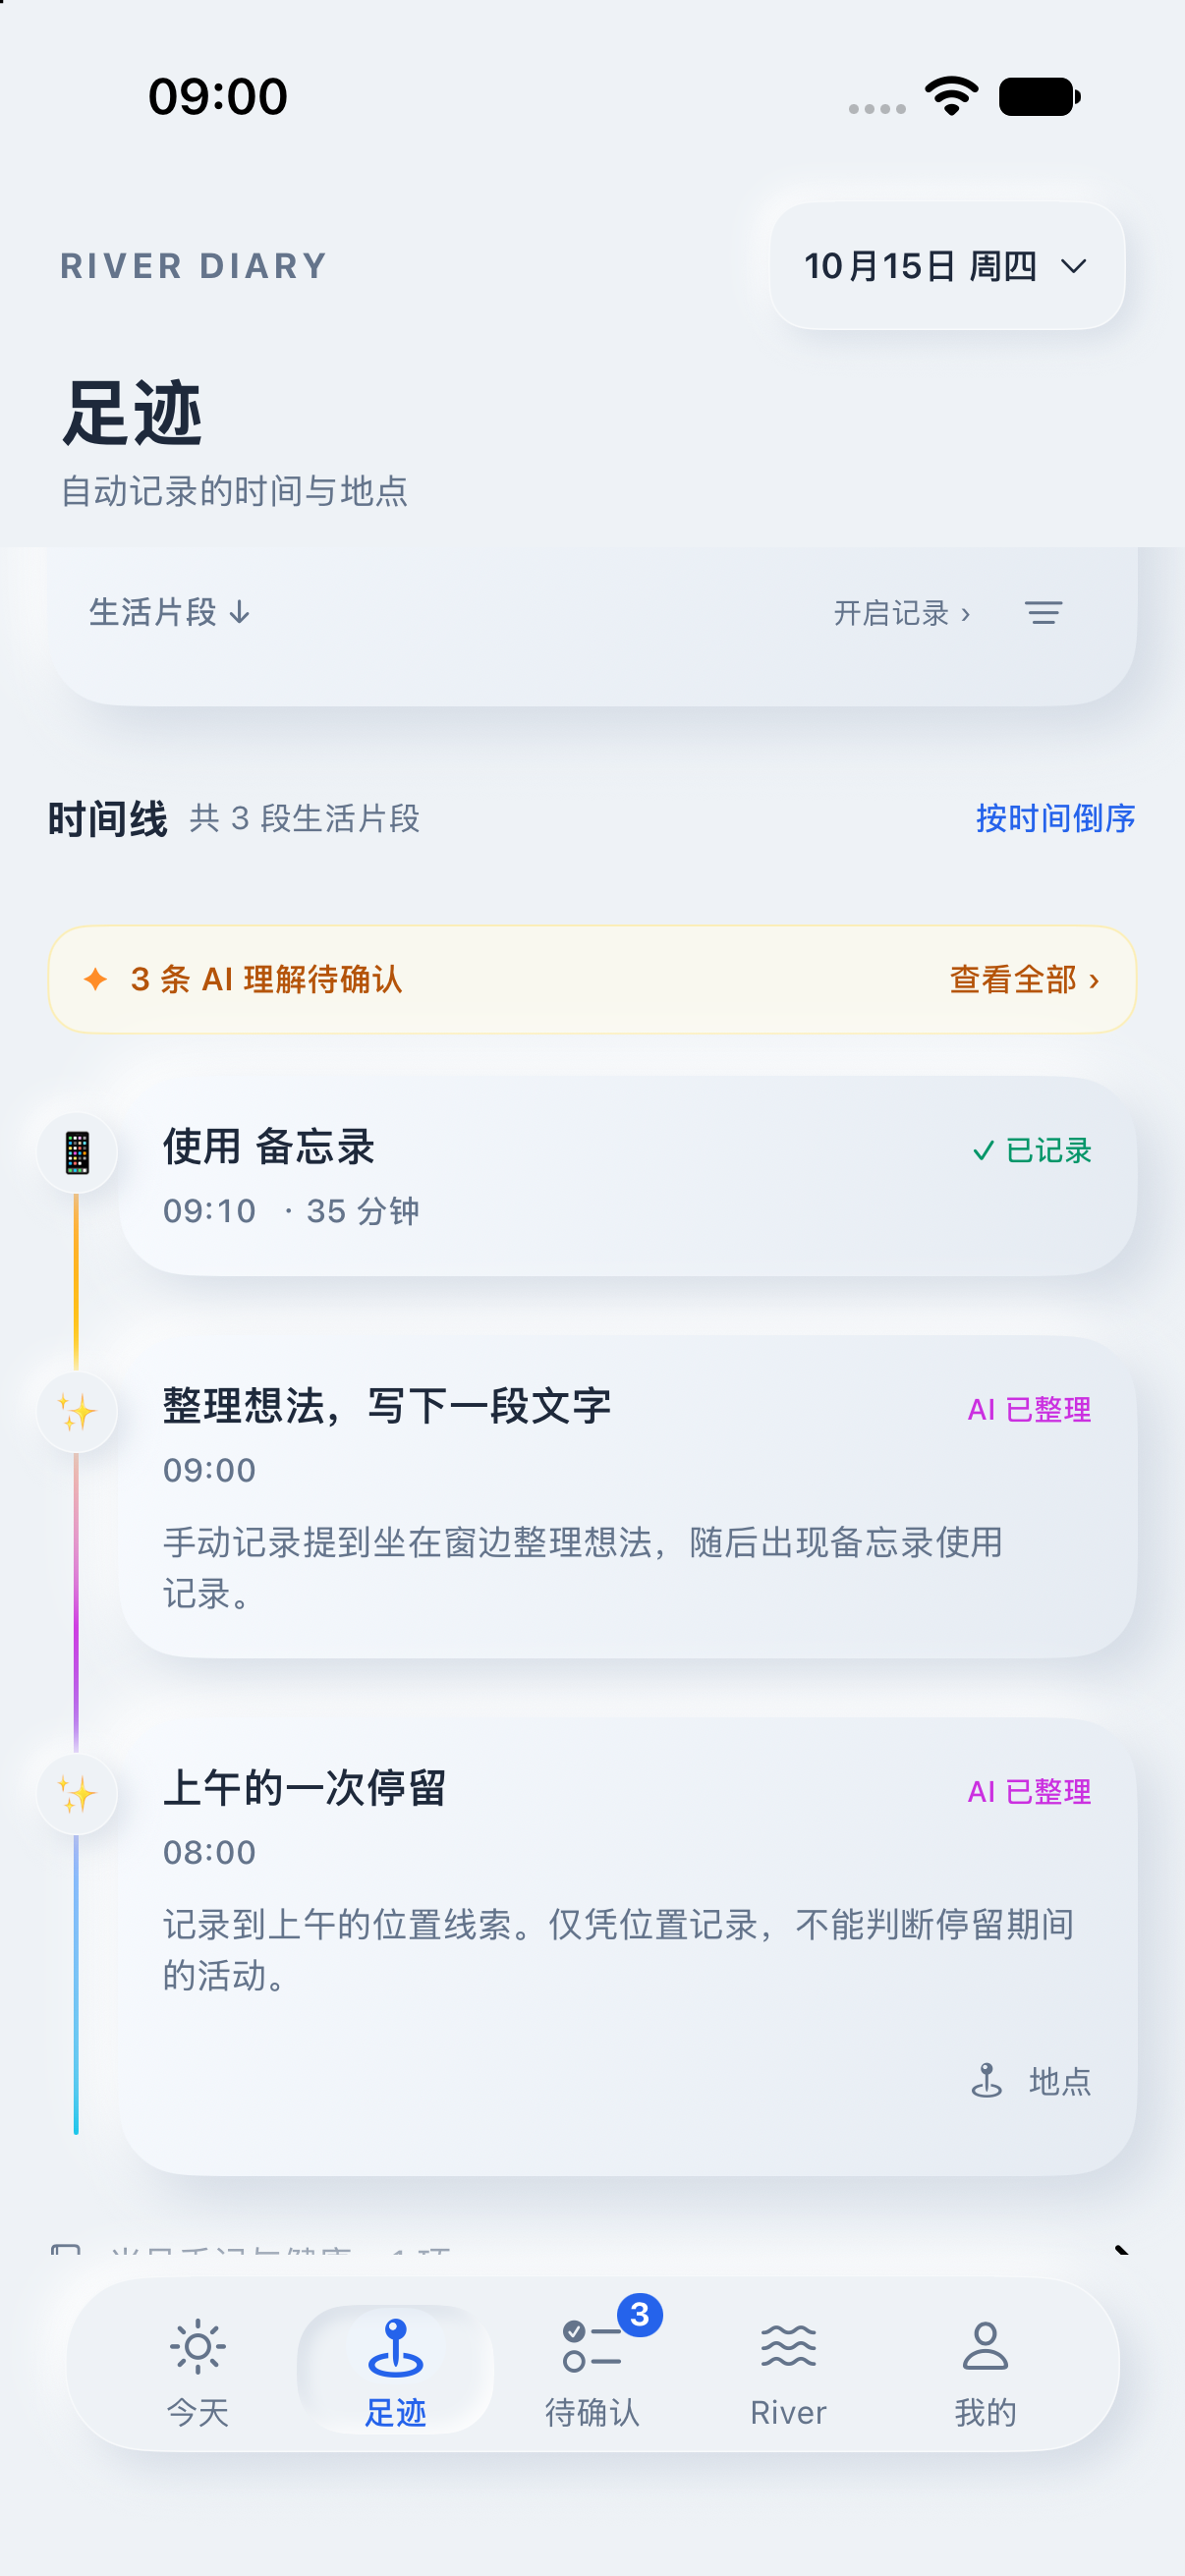 09:00
RIVER DIARY
10月15日 周四
足迹
自动记录的时间与地点
生活片段 ↓
开启记录 ›
时间线 共 3 段生活片段
按时间倒序
3 条 AI 理解待确认
查看全部 ›
使用 备忘录
✓ 已记录
09:10 · 35 分钟
整理想法，写下一段文字
AI 已整理
09:00
手动记录提到坐在窗边整理想法，随后出现备忘录使用
记录。
上午的一次停留
AI 已整理
08:00
记录到上午的位置线索。仅凭位置记录，不能判断停留期间
的活动。
地点
3
今天
足迹
待确认
River
我的